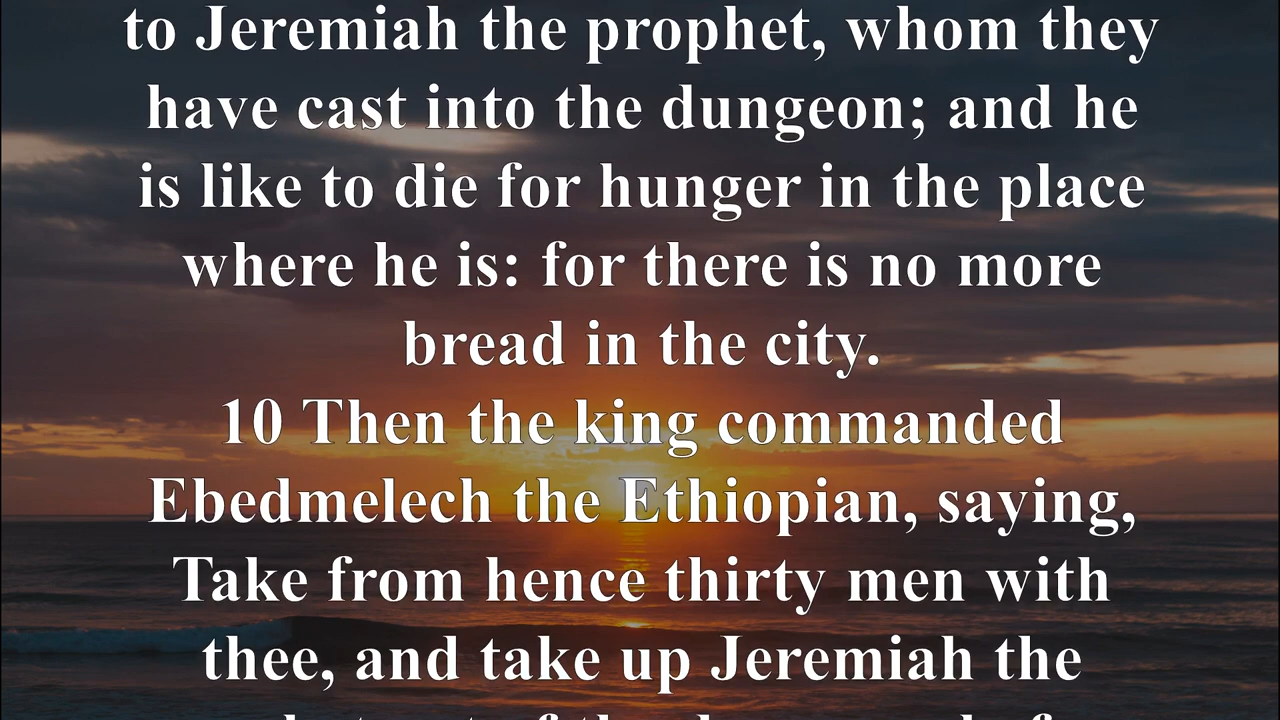 to Jeremiah the prophet, whom they
have cast into the dungeon; and he
is like to die for hunger in the place
where he is: for there is no more
bread in the city.
10 Then the king commanded
Ebedmelech the Ethiopian, saying,
Take from hence thirty men with
thee, and take up Jeremiah the